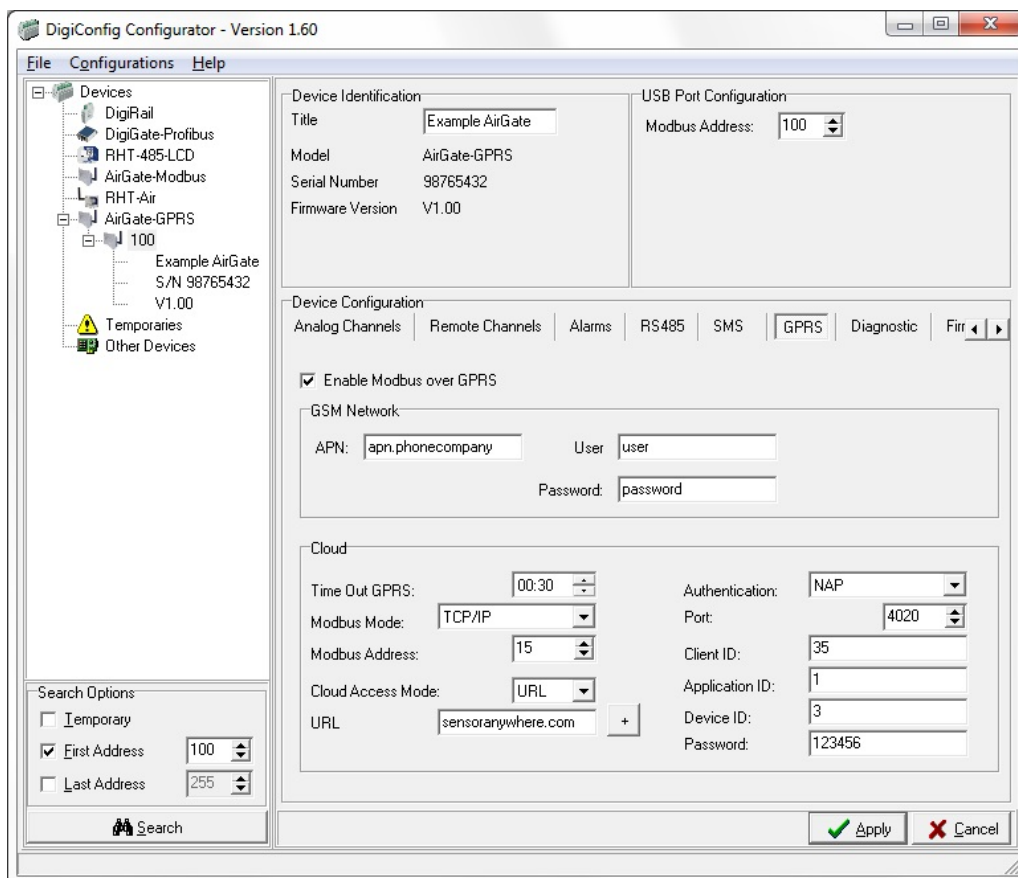 DigiConfig Configurator - Version 1.60
File Configurations Help
Devices
DigiRail
DigiGate-Profibus
RHT-485-LCD
AirGate-Modbus
RHT-Air
AirGate-GPRS
100
Example AirGate
S/N 98765432
V1.00
Temporaries
Other Devices
Search Options
Temporary
First Address 100
Last Address 255
Search
Device Identification
Title Example AirGate
Model AirGate-GPRS
Serial Number 98765432
Firmware Version V1.00
USB Port Configuration
Modbus Address: 100
Device Configuration
Analog Channels Remote Channels Alarms RS485 SMS GPRS Diagnostic Firr
Enable Modbus over GPRS
GSM Network
APN: apn.phonecompany User user
Password: password
Cloud
Time Out GPRS: 00:30
Modbus Mode: TCP/IP
Modbus Address: 15
Cloud Access Mode: URL
URL sensoranywhere.com +
Authentication: NAP
Port: 4020
Client ID: 35
Application ID: 1
Device ID: 3
Password: 123456
Apply Cancel